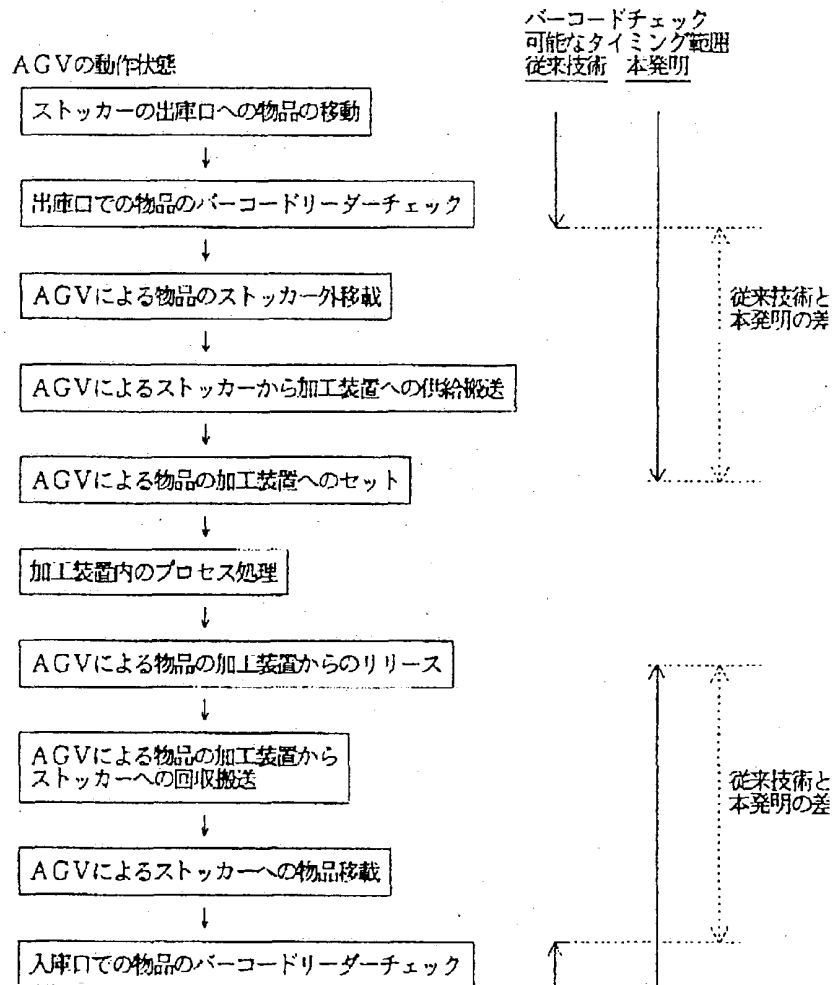 バーコードチェック
可能なタイミング範囲
従来技術 本発明
AGVの動作状態
ストッカーの出庫口への物品の移動
出庫口での物品のバーコードリーダーチェック
AGVによる物品のストッカー外移載
従来技術と
本発明の差
AGVによるストッカーから加工装置への供給搬送
AGVによる物品の加工装置へのセット
加工装置内のプロセス処理
AGVによる物品の加工装置からのリリース
AGVによる物品の加工装置から
ストッカーへの回収搬送
従来技術と
本発明の差
AGVによるストッカーへの物品移載
入庫口での物品のバーコードリーダーチェック